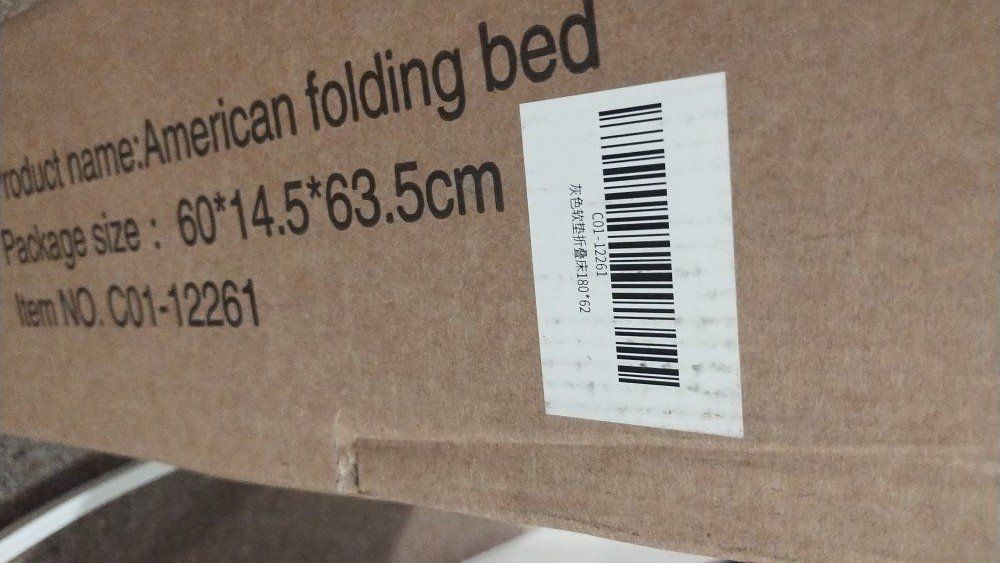 roduct name:American folding bed
Package size：60*14.5*63.5cm
Item NO. C01-12261
C01-12261
灰色软垫折叠床180*62